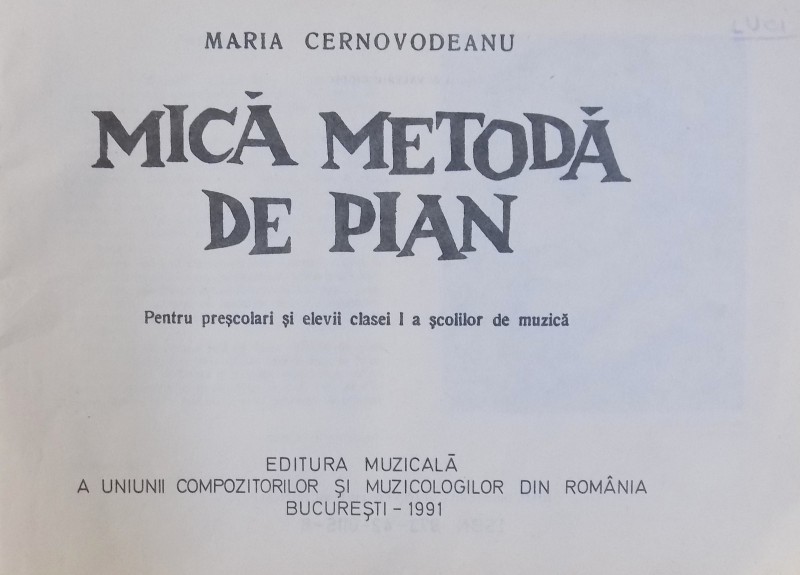 LUCI
MARIA CERNOVODEANU
MICĂ METODĂ
DE PIAN
Pentru preşcolari şi elevii clasei I a şcolilor de muzică
EDITURA MUZICALĂ
A UNIUNII COMPOZITORILOR ŞI MUZICOLOGILOR DIN ROMÂNIA
BUCUREŞTI – 1991